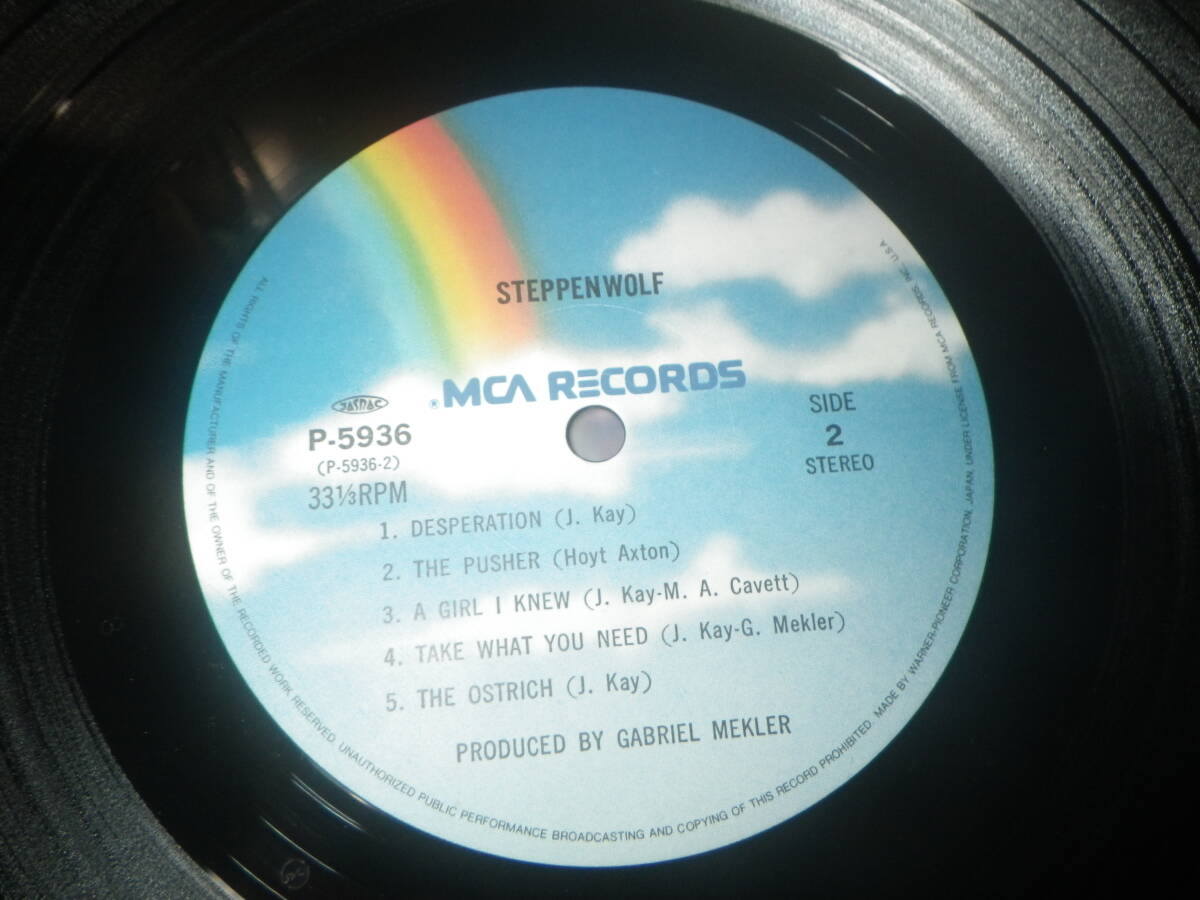 STEPPENWOLF
®MCA RECORDS
JASRAC
P-5936
(P-5936-2)
33⅓RPM
SIDE
2
STEREO
1. DESPERATION (J. Kay)
2. THE PUSHER (Hoyt Axton)
3. A GIRL I KNEW (J. Kay-M. A. Cavett)
4. TAKE WHAT YOU NEED (J. Kay-G. Mekler)
5. THE OSTRICH (J. Kay)
PRODUCED BY GABRIEL MEKLER
ALL RIGHTS OF THE MANUFACTURER AND OF THE OWNER OF THE RECORDED WORK RESERVED. UNAUTHORIZED PUBLIC PERFORMANCE BROADCASTING AND COPYING OF THIS RECORD PROHIBITED. MADE BY WARNER-PIONEER CORPORATION, JAPAN, UNDER LICENSE FROM MCA RECORDS, INC., U.S.A.